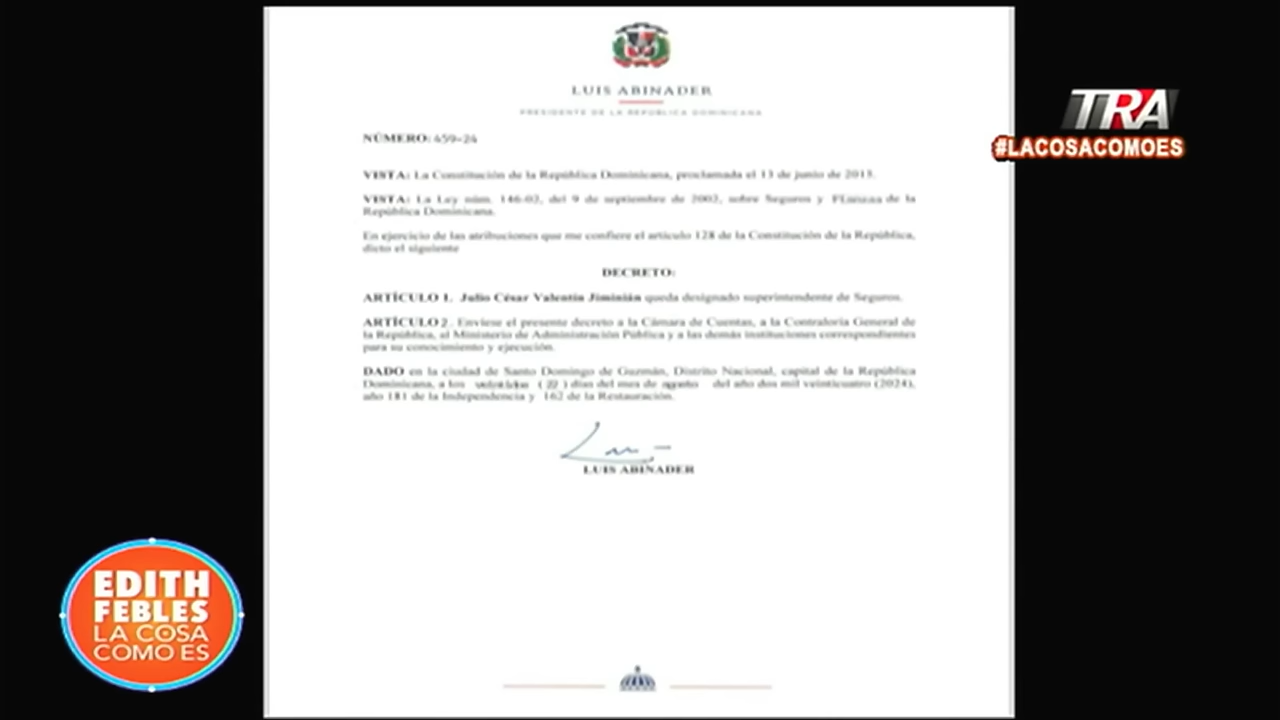 LUIS ABINADER
PRESIDENTE DE LA REPÚBLICA DOMINICANA
NÚMERO: 459-24
VISTA: La Constitución de la República Dominicana, proclamada el 13 de junio de 2015.
VISTA: La Ley núm. 146-02, del 9 de septiembre de 2002, sobre Seguros y Fianzas de la
República Dominicana.
En ejercicio de las atribuciones que me confiere el artículo 128 de la Constitución de la República,
dicto el siguiente
DECRETO:
ARTÍCULO 1. Julio César Valentín Jiminián queda designado superintendente de Seguros.
ARTÍCULO 2. Envíese el presente decreto a la Cámara de Cuentas, a la Contraloría General de
la República, al Ministerio de Administración Pública y a las demás instituciones correspondientes
para su conocimiento y ejecución.
DADO en la ciudad de Santo Domingo de Guzmán, Distrito Nacional, capital de la República
Dominicana, a los veintidós (22) días del mes de agosto del año dos mil veinticuatro (2024),
año 181 de la Independencia y 162 de la Restauración.
LUIS ABINADER
TRA
#LACOSACOMOES
EDITH
FEBLES
LA COSA
COMO ES